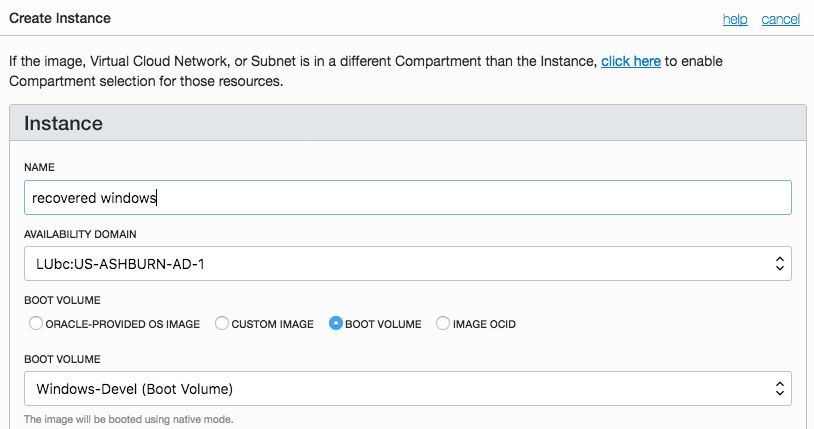 Create Instance help cancel
If the image, Virtual Cloud Network, or Subnet is in a different Compartment than the Instance, click here to enable
Compartment selection for those resources.
Instance
NAME
recovered windows
AVAILABILITY DOMAIN
LUbc:US-ASHBURN-AD-1
BOOT VOLUME
ORACLE-PROVIDED OS IMAGE CUSTOM IMAGE BOOT VOLUME IMAGE OCID
BOOT VOLUME
Windows-Devel (Boot Volume)
The image will be booted using native mode.